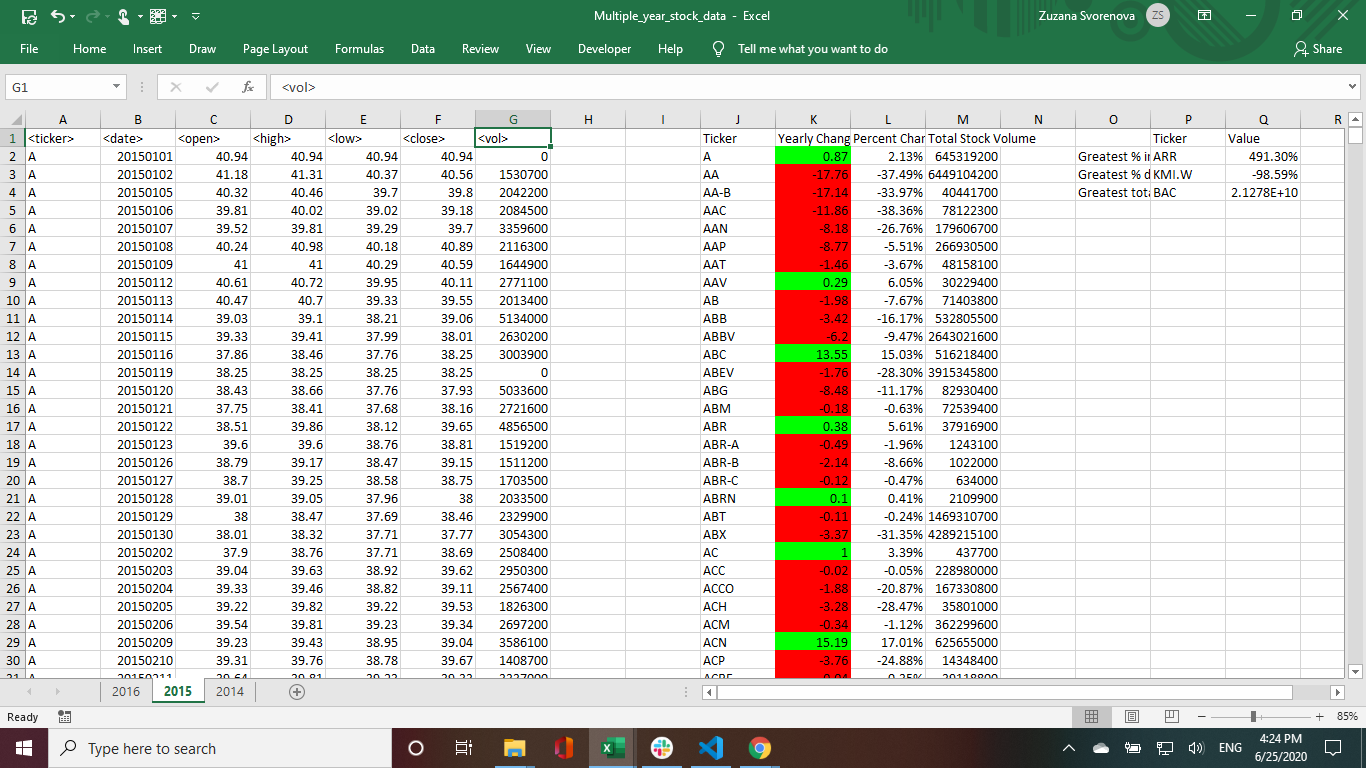 Multiple_year_stock_data - Excel Zuzana Svorenova ZS
File Home Insert Draw Page Layout Formulas Data Review View Developer Help Tell me what you want to do Share
G1 fx <vol>
A B C D E F G H I J K L M N O P Q R
1 <ticker> <date> <open> <high> <low> <close> <vol> Ticker Yearly Chang Percent Char Total Stock Volume Ticker Value
2 A 20150101 40.94 40.94 40.94 40.94 0 A 0.87 2.13% 645319200 Greatest % ir ARR 491.30%
3 A 20150102 41.18 41.31 40.37 40.56 1530700 AA -17.76 -37.49% 6449104200 Greatest % d KMI.W -98.59%
4 A 20150105 40.32 40.46 39.7 39.8 2042200 AA-B -17.14 -33.97% 40441700 Greatest tota BAC 2.1278E+10
5 A 20150106 39.81 40.02 39.02 39.18 2084500 AAC -11.86 -38.36% 78122300
6 A 20150107 39.52 39.81 39.29 39.7 3359600 AAN -8.18 -26.76% 179606700
7 A 20150108 40.24 40.98 40.18 40.89 2116300 AAP -8.77 -5.51% 266930500
8 A 20150109 41 41 40.29 40.59 1644900 AAT -1.46 -3.67% 48158100
9 A 20150112 40.61 40.72 39.95 40.11 2771100 AAV 0.29 6.05% 30229400
10 A 20150113 40.47 40.7 39.33 39.55 2013400 AB -1.98 -7.67% 71403800
11 A 20150114 39.03 39.1 38.21 39.06 5134000 ABB -3.42 -16.17% 532805500
12 A 20150115 39.33 39.41 37.99 38.01 2630200 ABBV -6.2 -9.47% 2643021600
13 A 20150116 37.86 38.46 37.76 38.25 3003900 ABC 13.55 15.03% 516218400
14 A 20150119 38.25 38.25 38.25 38.25 0 ABEV -1.76 -28.30% 3915345800
15 A 20150120 38.43 38.66 37.76 37.93 5033600 ABG -8.48 -11.17% 82930400
16 A 20150121 37.75 38.41 37.68 38.16 2721600 ABM -0.18 -0.63% 72539400
17 A 20150122 38.51 39.86 38.12 39.65 4856500 ABR 0.38 5.61% 37916900
18 A 20150123 39.6 39.6 38.76 38.81 1519200 ABR-A -0.49 -1.96% 1243100
19 A 20150126 38.79 39.17 38.47 39.15 1511200 ABR-B -2.14 -8.66% 1022000
20 A 20150127 38.7 39.25 38.58 38.75 1703500 ABR-C -0.12 -0.47% 634000
21 A 20150128 39.01 39.05 37.96 38 2033500 ABRN 0.1 0.41% 2109900
22 A 20150129 38 38.47 37.69 38.46 2329900 ABT -0.11 -0.24% 1469310700
23 A 20150130 38.01 38.32 37.71 37.77 3054300 ABX -3.37 -31.35% 4289215100
24 A 20150202 37.9 38.76 37.71 38.69 2508400 AC 1 3.39% 437700
25 A 20150203 39.04 39.63 38.92 39.62 2950300 ACC -0.02 -0.05% 228980000
26 A 20150204 39.33 39.46 38.82 39.11 2567400 ACCO -1.88 -20.87% 167330800
27 A 20150205 39.22 39.82 39.22 39.53 1826300 ACH -3.28 -28.47% 35801000
28 A 20150206 39.54 39.81 39.23 39.34 2697200 ACM -0.34 -1.12% 362299600
29 A 20150209 39.23 39.43 38.95 39.04 3586100 ACN 15.19 17.01% 625655000
30 A 20150210 39.31 39.76 38.78 39.67 1408700 ACP -3.76 -24.88% 14348400
2016 2015 2014
Ready 85%
Type here to search ENG 4:24 PM
6/25/2020